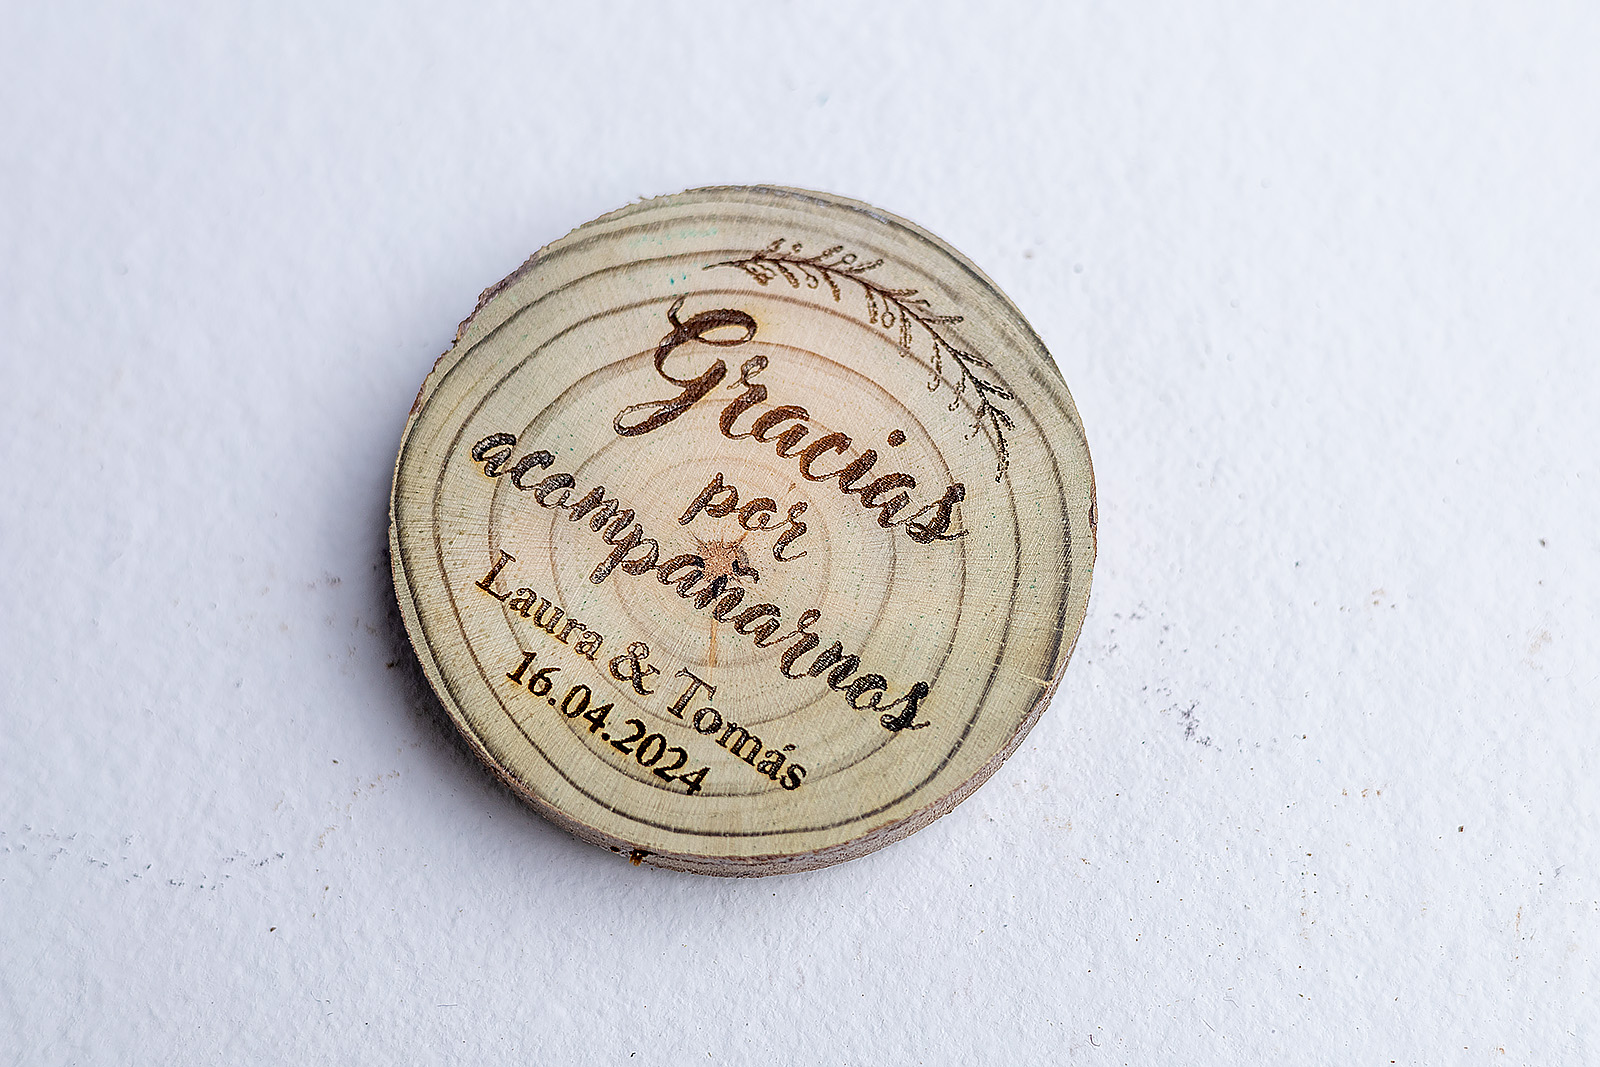 Gracias
por
acompañarnos
Laura & Tomás
16.04.2024